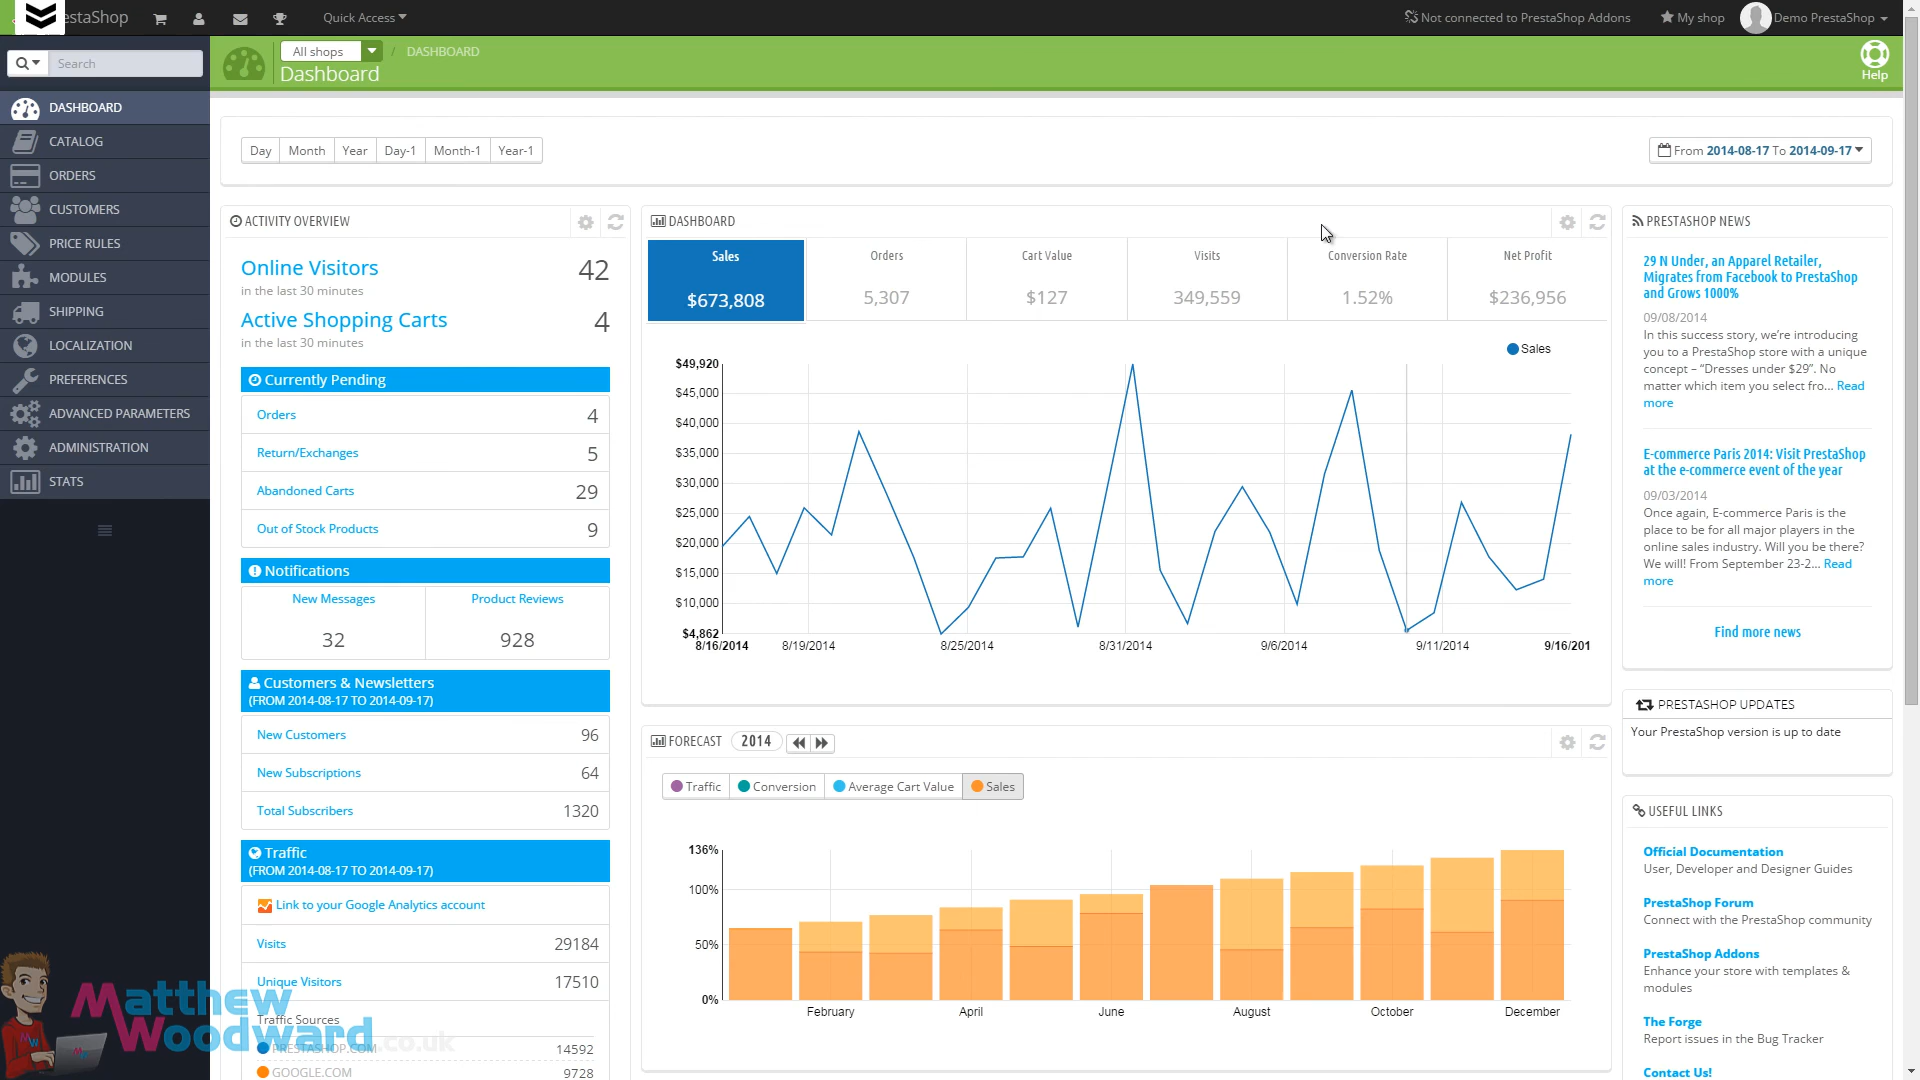 estaShop
Quick Access
Not connected to PrestaShop Addons
My shop
Demo PrestaShop
Search
All shops
/ DASHBOARD
Dashboard
Help
DASHBOARD
CATALOG
ORDERS
CUSTOMERS
PRICE RULES
MODULES
SHIPPING
LOCALIZATION
PREFERENCES
ADVANCED PARAMETERS
ADMINISTRATION
STATS
Day Month Year Day-1 Month-1 Year-1
From 2014-08-17 To 2014-09-17
ACTIVITY OVERVIEW
Online Visitors 42
in the last 30 minutes
Active Shopping Carts 4
in the last 30 minutes
Currently Pending
Orders 4
Return/Exchanges 5
Abandoned Carts 29
Out of Stock Products 9
Notifications
New Messages Product Reviews
32 928
Customers & Newsletters
(FROM 2014-08-17 TO 2014-09-17)
New Customers 96
New Subscriptions 64
Total Subscribers 1320
Traffic
(FROM 2014-08-17 TO 2014-09-17)
Link to your Google Analytics account
Visits 29184
Unique Visitors 17510
Traffic Sources
PRESTASHOP.COM 14592
GOOGLE.COM 9728
Matthew
Woodward.co.uk
MW
MW
DASHBOARD
Sales Orders Cart Value Visits Conversion Rate Net Profit
$673,808 5,307 $127 349,559 1.52% $236,956
Sales
$49,920
$45,000
$40,000
$35,000
$30,000
$25,000
$20,000
$15,000
$10,000
$4,862
8/16/2014 8/19/2014 8/25/2014 8/31/2014 9/6/2014 9/11/2014 9/16/201
FORECAST 2014
Traffic Conversion Average Cart Value Sales
136%
100%
50%
0%
February April June August October December
PRESTASHOP NEWS
29 N Under, an Apparel Retailer,
Migrates from Facebook to PrestaShop
and Grows 1000%
09/08/2014
In this success story, we’re introducing
you to a PrestaShop store with a unique
concept – “Dresses under $29”. No
matter which item you select fro... Read
more
E-commerce Paris 2014: Visit PrestaShop
at the e-commerce event of the year
09/03/2014
Once again, E-commerce Paris is the
place to be for all major players in the
online sales industry. Will you be there?
We will! From September 23-2... Read
more
Find more news
PRESTASHOP UPDATES
Your PrestaShop version is up to date
USEFUL LINKS
Official Documentation
User, Developer and Designer Guides
PrestaShop Forum
Connect with the PrestaShop community
PrestaShop Addons
Enhance your store with templates &
modules
The Forge
Report issues in the Bug Tracker
Contact Us!